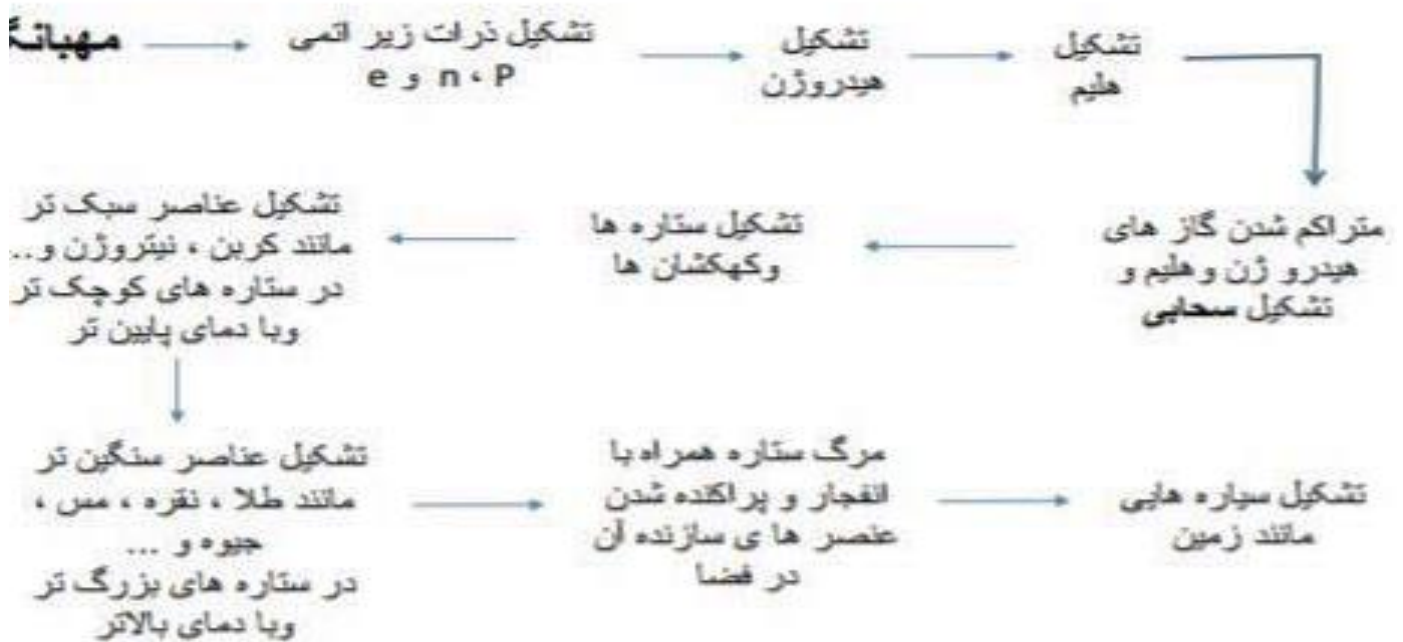 تشکیل ذرات زیر اتمی
e و n ، P
تشکیل
هیدروژن
تشکیل
هلیم
متراکم شدن گاز های
هیدرو ژن وهلیم و
تشکیل سحابی
تشکیل ستاره ها
وکهکشان ها
تشکیل عناصر سبک تر
مانند کربن ، نیتروژن و..
در ستاره های کوچک تر
وبا دمای پایین تر
تشکیل عناصر سنگین تر
مانند طلا ، نقره ، مس ،
جیوه و ...
در ستاره های بزرگ تر
وبا دمای بالاتر
مرگ ستاره همراه با
انفجار و پراکنده شدن
عنصر ها ی سازنده آن
در فضا
تشکیل سیاره هایی
مانند زمین